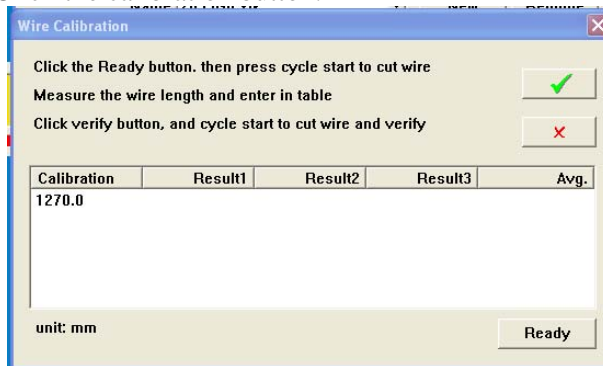 Wire Calibration
Click the Ready button. then press cycle start to cut wire
Measure the wire length and enter in table
Click verify button, and cycle start to cut wire and verify
Calibration Result1 Result2 Result3 Avg.
1270.0
unit: mm
Ready